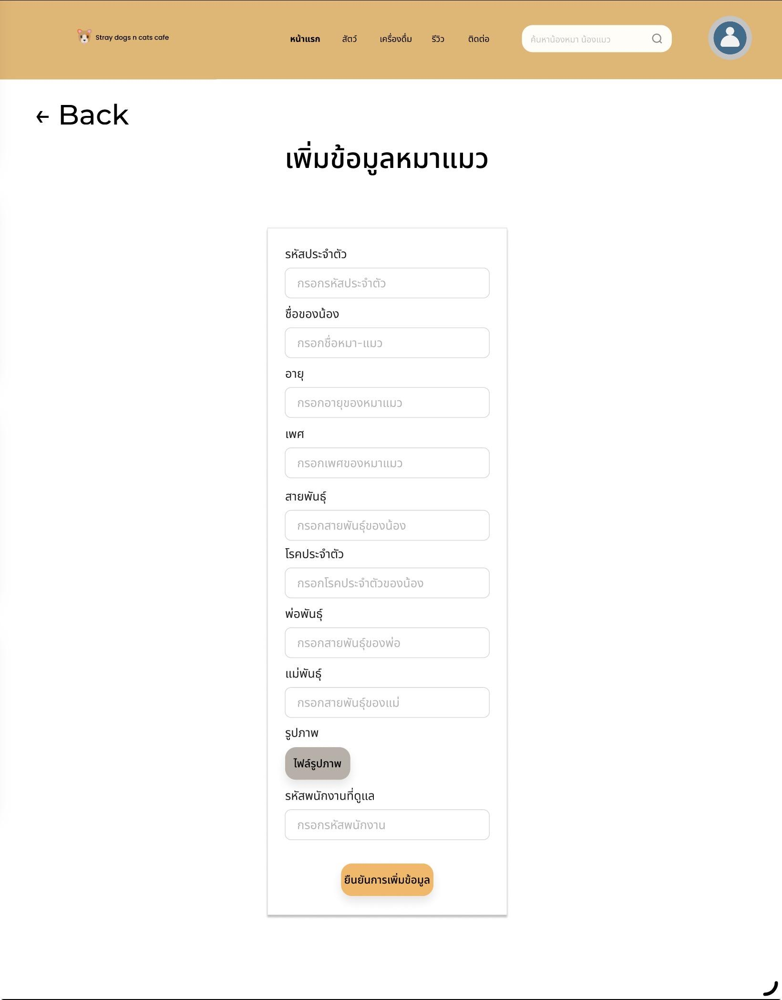 Stray dogs n cats cafe
หน้าแรก
สัตว์
เครื่องดื่ม
รีวิว
ติดต่อ
ค้นหาน้องหมา น้องแมว
← Back
เพิ่มข้อมูลหมาแมว
รหัสประจำตัว
กรอกรหัสประจำตัว
ชื่อของน้อง
กรอกชื่อหมา-แมว
อายุ
กรอกอายุของหมาแมว
เพศ
กรอกเพศของหมาแมว
สายพันธุ์
กรอกสายพันธุ์ของน้อง
โรคประจำตัว
กรอกโรคประจำตัวของน้อง
พ่อพันธุ์
กรอกสายพันธุ์ของพ่อ
แม่พันธุ์
กรอกสายพันธุ์ของแม่
รูปภาพ
ไฟล์รูปภาพ
รหัสพนักงานที่ดูแล
กรอกรหัสพนักงาน
ยืนยันการเพิ่มข้อมูล